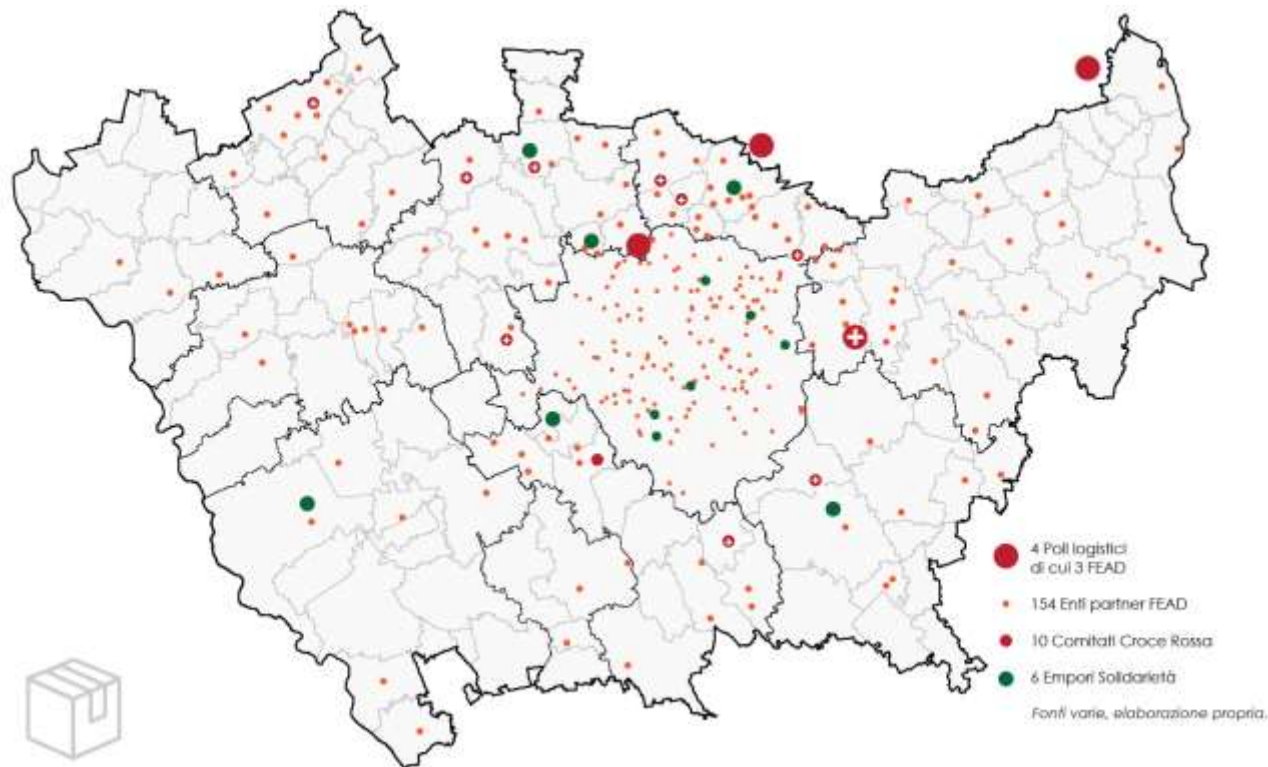 4 Poli logistici
di cui 3 FEAD
154 Enti partner FEAD
10 Comitati Croce Rossa
6 Empori Solidarietà
Fonti varie, elaborazione propria.